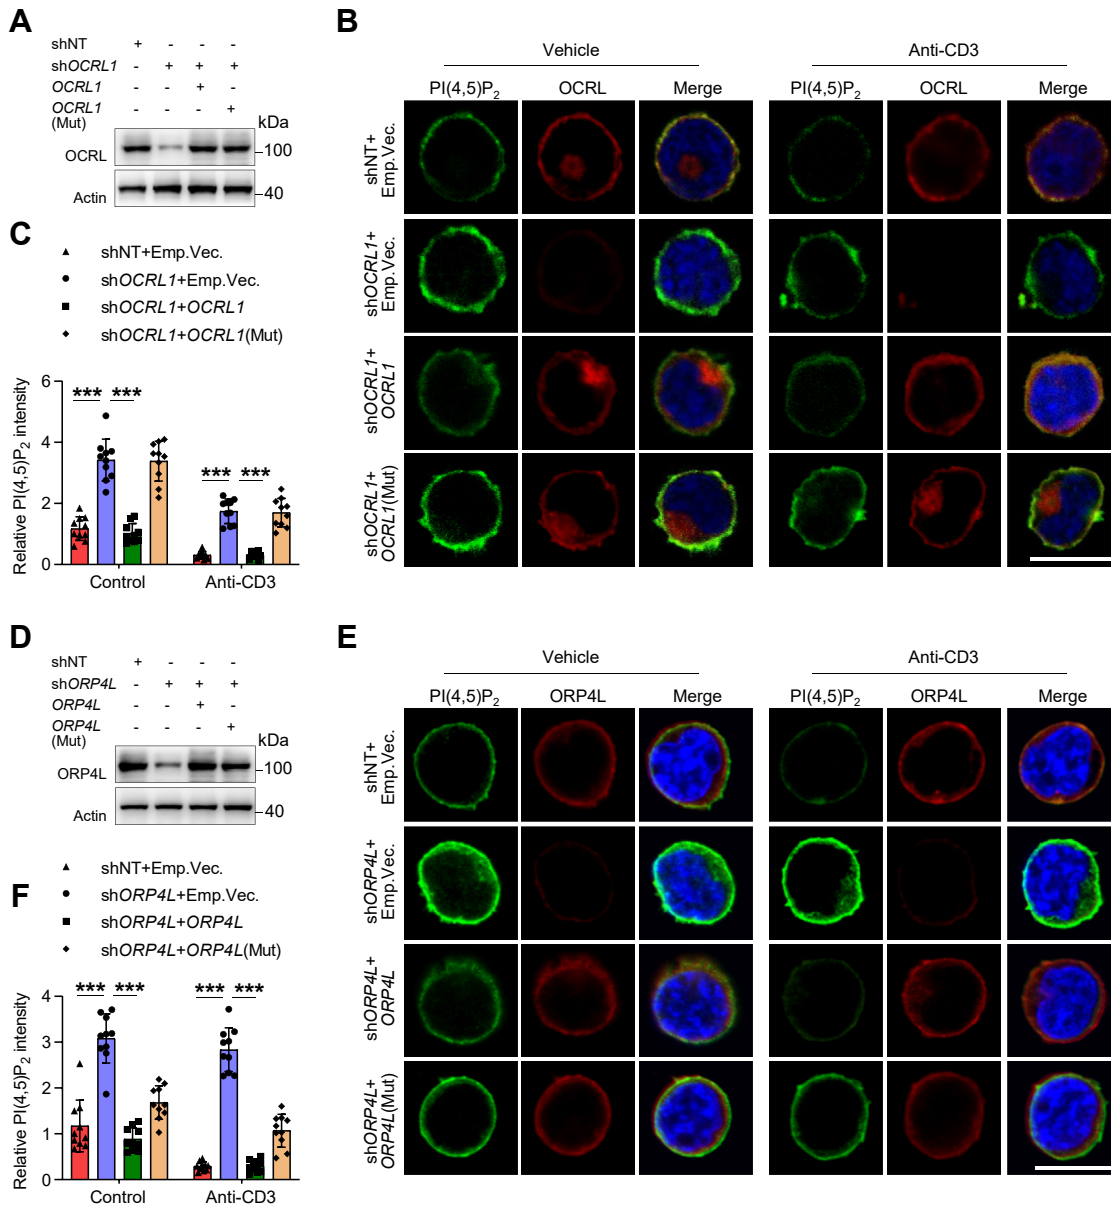 A
shNT + - - -
shOCRL1 - + + +
OCRL1 - - + -
OCRL1 - - - +
(Mut)
kDa
OCRL 100
Actin 40
B
Vehicle Anti-CD3
PI(4,5)P2 OCRL Merge PI(4,5)P2 OCRL Merge
shNT+
Emp.Vec.
shOCRL1+
Emp.Vec.
shOCRL1+
OCRL1
shOCRL1+
OCRL1(Mut)
C
shNT+Emp.Vec.
shOCRL1+Emp.Vec.
shOCRL1+OCRL1
shOCRL1+OCRL1(Mut)
Relative PI(4,5)P2 intensity
6
4
2
0
*** ***
*** ***
Control Anti-CD3
D
shNT + - - -
shORP4L - + + +
ORP4L - - + -
ORP4L - - - +
(Mut)
kDa
ORP4L 100
Actin 40
E
Vehicle Anti-CD3
PI(4,5)P2 ORP4L Merge PI(4,5)P2 ORP4L Merge
shNT+
Emp.Vec.
shORP4L+
Emp.Vec.
shORP4L+
ORP4L
shORP4L+
ORP4L(Mut)
F
shNT+Emp.Vec.
shORP4L+Emp.Vec.
shORP4L+ORP4L
shORP4L+ORP4L(Mut)
Relative PI(4,5)P2 intensity
4
3
2
1
0
*** *** *** ***
Control Anti-CD3